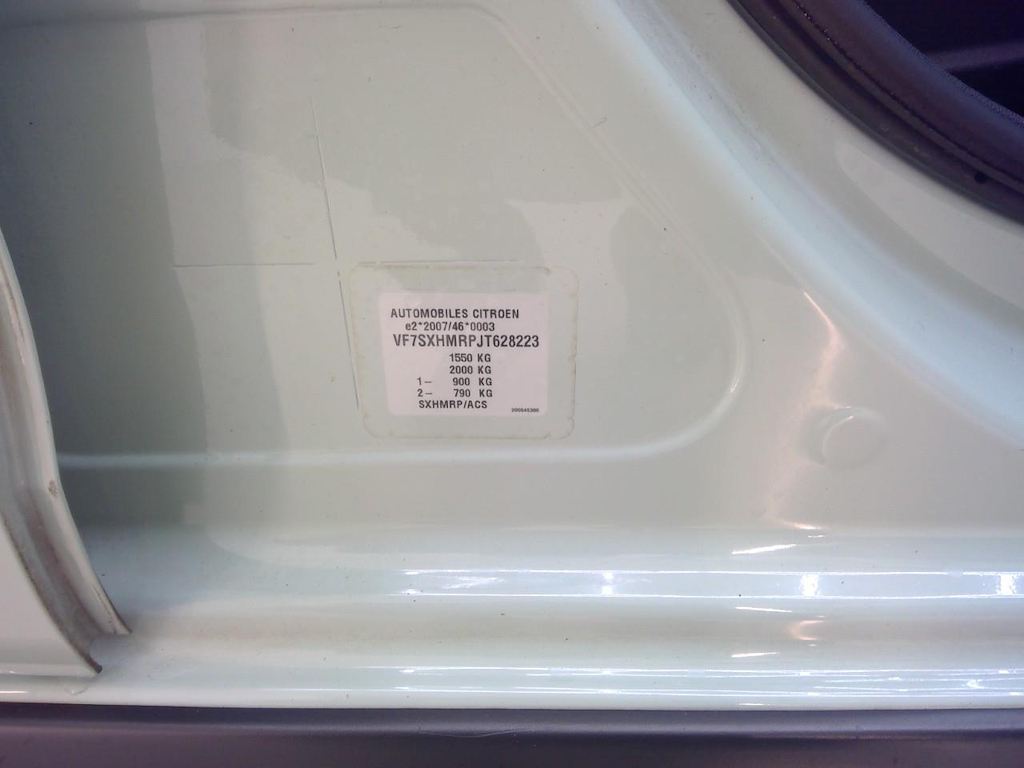 AUTOMOBILES CITROEN
e2*2007/46*0003
VF7SXHMRPJT628223
1550 KG
2000 KG
1- 900 KG
2- 790 KG
SXHMRP/ACS